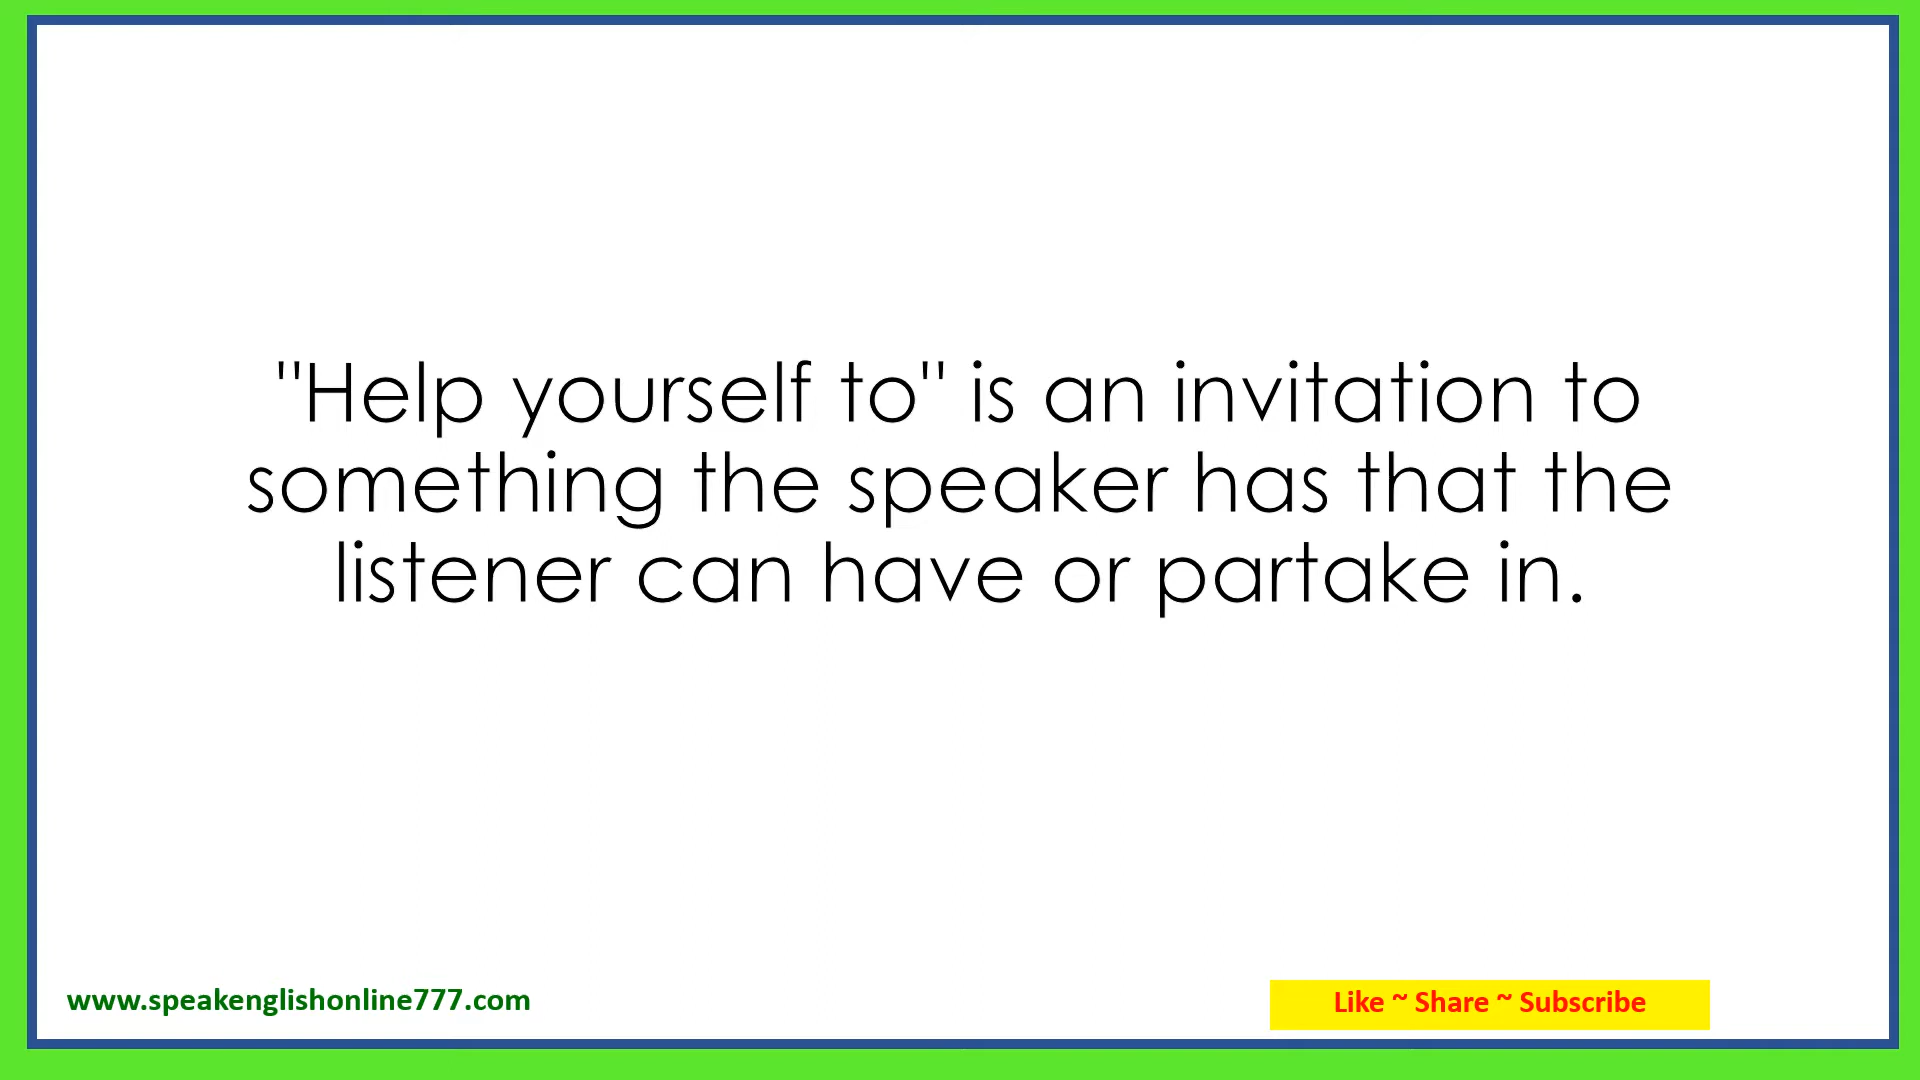 "Help yourself to" is an invitation to
something the speaker has that the
listener can have or partake in.
www.speakenglishonline777.com
Like ~ Share ~ Subscribe